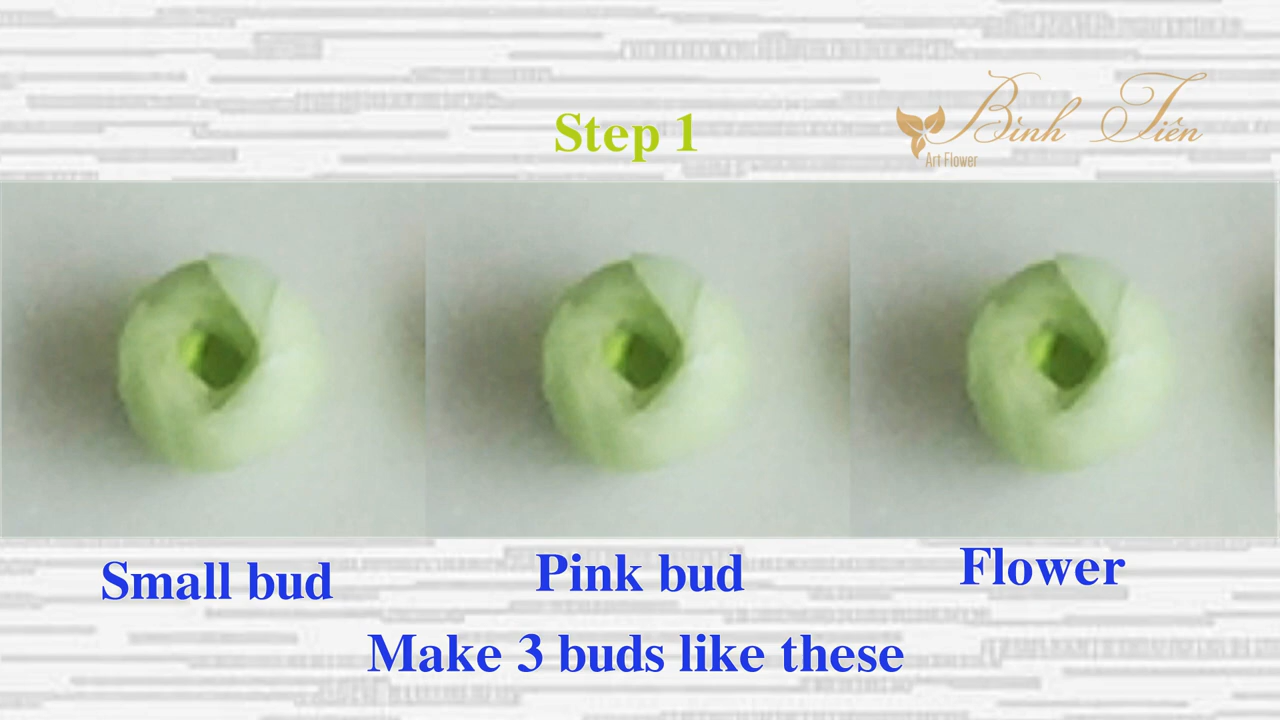 Step 1
Bình Tiên
Art Flower
Small bud
Pink bud
Flower
Make 3 buds like these